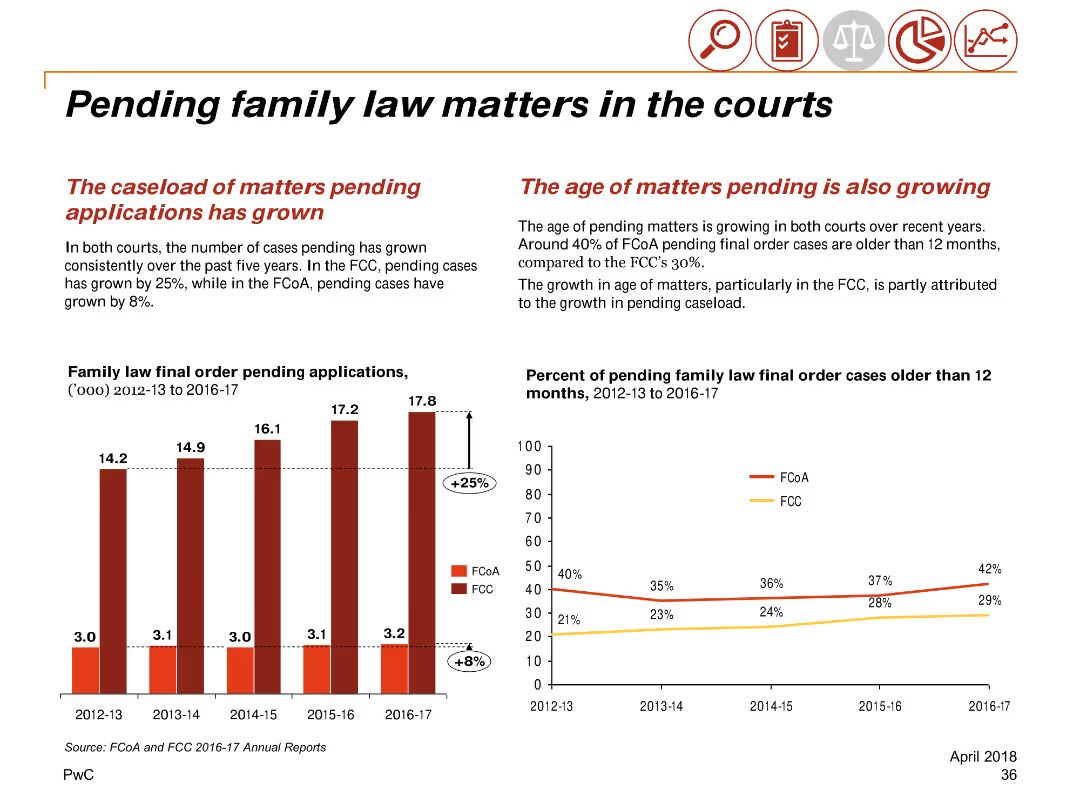 Pending family law matters in the courts
The caseload of matters pending
applications has grown
In both courts, the number of cases pending has grown
consistently over the past five years. In the FCC, pending cases
has grown by 25%, while in the FCoA, pending cases have
grown by 8%.
The age of matters pending is also growing
The age of pending matters is growing in both courts over recent years.
Around 40% of FCoA pending final order cases are older than 12 months,
compared to the FCC's 30%.
The growth in age of matters, particularly in the FCC, is partly attributed
to the growth in pending caseload.
Family law final order pending applications,
('000) 2012-13 to 2016-17
14.2
14.9
16.1
17.2
17.8
+25%
FCoA
FCC
3.0
3.1
3.0
3.1
3.2
+8%
2012-13
2013-14
2014-15
2015-16
2016-17
Percent of pending family law final order cases older than 12
months, 2012-13 to 2016-17
100
90
80
70
60
50
40
30
20
10
0
FCoA
FCC
40%
35%
36%
37%
42%
21%
23%
24%
28%
29%
2012-13
2013-14
2014-15
2015-16
2016-17
Source: FCoA and FCC 2016-17 Annual Reports
PwC
April 2018
36